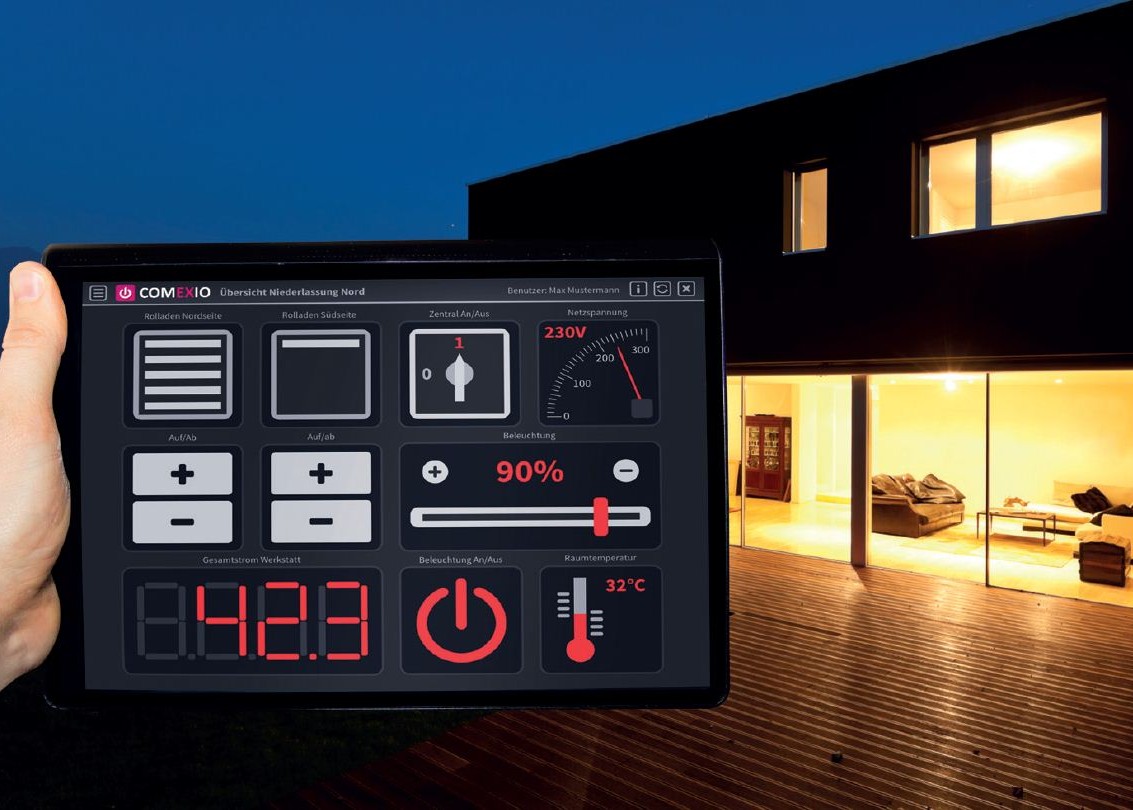 COMEXIO Übersicht Niederlassung Nord Benutzer: Max Mustermann
Rolladen Nordseite Rolladen Südseite Zentral An/Aus Netzspannung
230V
1
0
0 100 200 300
Auf/Ab Auf/ab Beleuchtung
+ + + 90% −
− −
Gesamtstrom Werkstatt Beleuchtung An/Aus Raumtemperatur
42.3 32°C